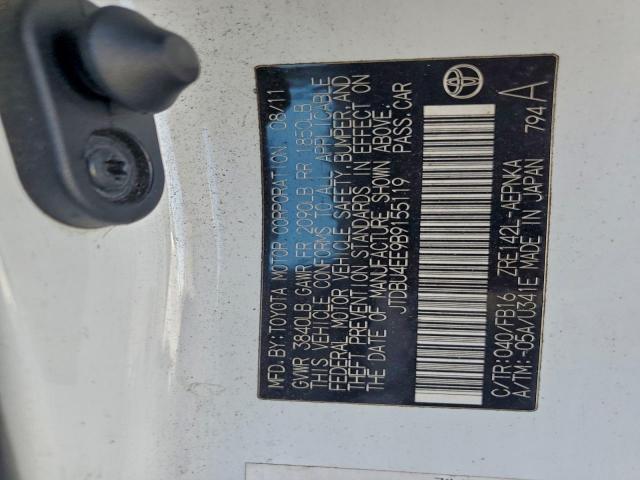 MFD. BY: TOYOTA MOTOR CORPORATION 08/11
GVWR 3840LB GAWR FR 2090LB RR 1850LB
THIS VEHICLE CONFORMS TO ALL APPLICABLE
FEDERAL MOTOR VEHICLE SAFETY, BUMPER, AND
THEFT PREVENTION STANDARDS IN EFFECT ON
THE DATE OF MANUFACTURE SHOWN ABOVE.
JTDBU4EE9B9155119 PASS. CAR
C/TR: 040/FB16 ZRE142L-AEPNKA
A/TM: -05A/U341E MADE IN JAPAN 794 A